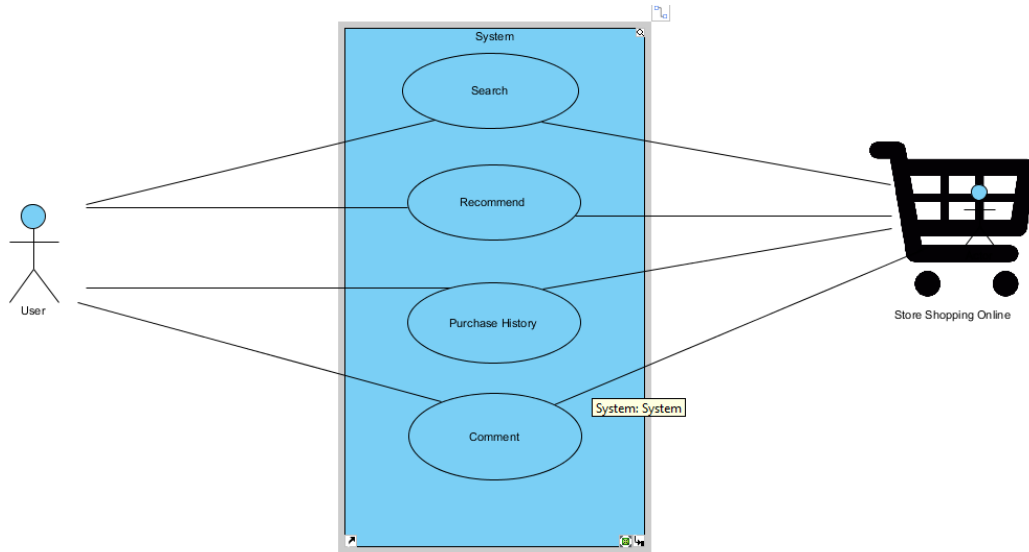 System
Search
Recommend
User
Purchase History
Store Shopping Online
System: System
Comment